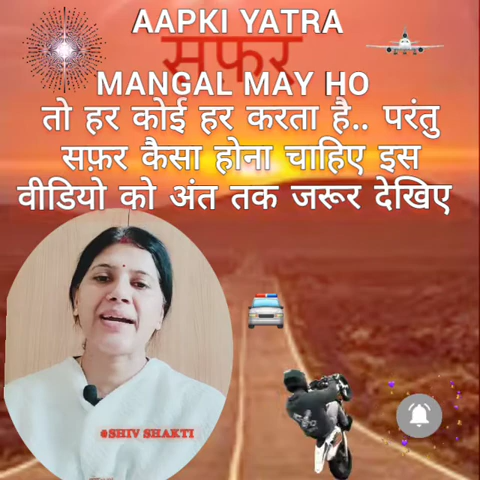 AAPKI YATRA
सफर
MANGAL MAY HO
तो हर कोई हर करता है.. परंतु
सफ़र कैसा होना चाहिए इस
वीडियो को अंत तक जरूर देखिए
@SHIV SHAKTI